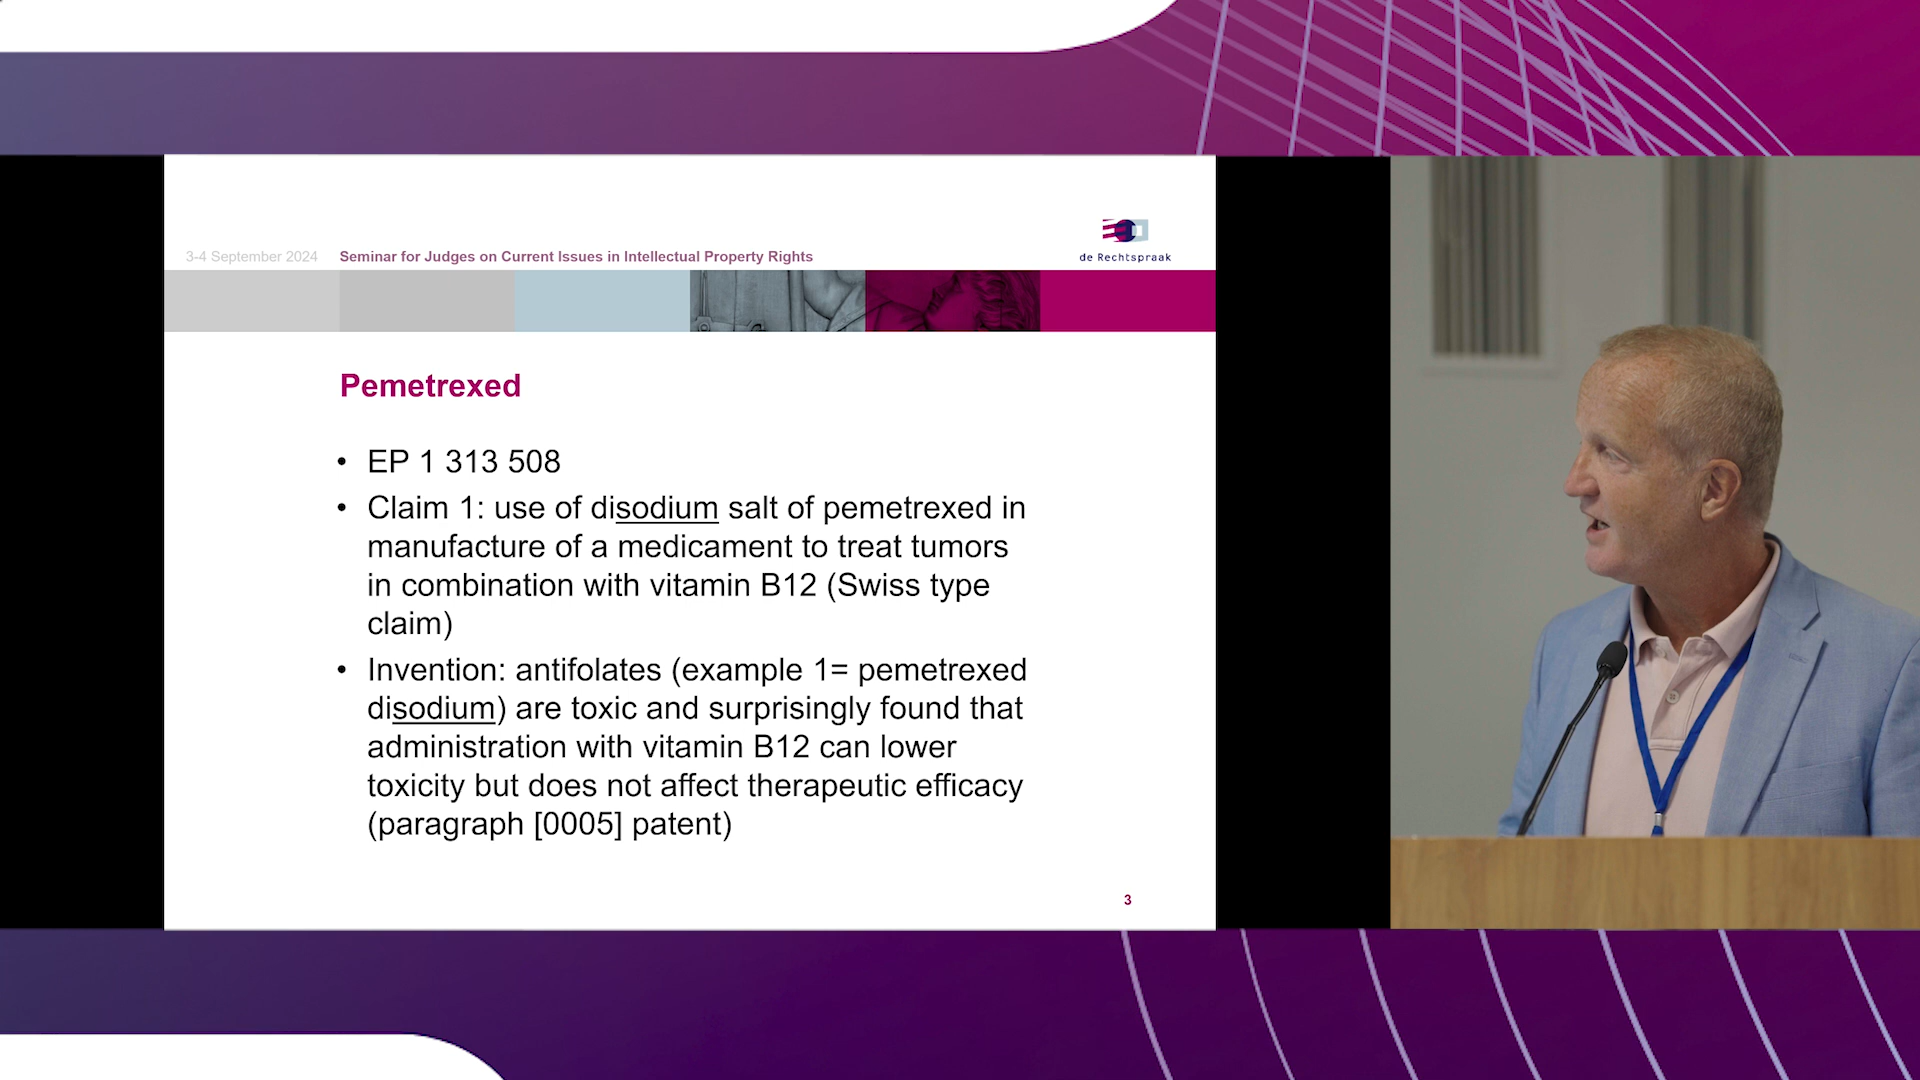 3-4 September 2024 Seminar for Judges on Current Issues in Intellectual Property Rights
de Rechtspraak
Pemetrexed
• EP 1 313 508
• Claim 1: use of disodium salt of pemetrexed in
manufacture of a medicament to treat tumors
in combination with vitamin B12 (Swiss type
claim)
• Invention: antifolates (example 1= pemetrexed
disodium) are toxic and surprisingly found that
administration with vitamin B12 can lower
toxicity but does not affect therapeutic efficacy
(paragraph [0005] patent)
3